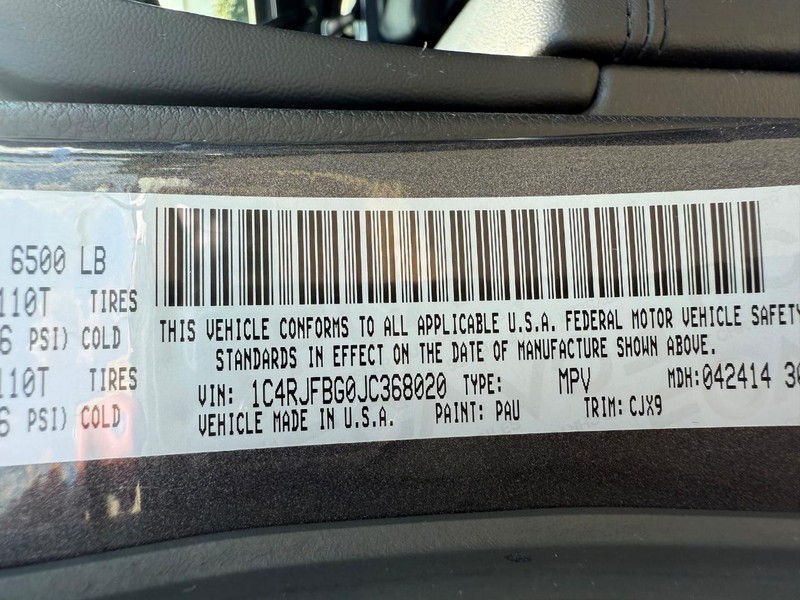 6500 LB
110T TIRES
6 PSI) COLD
110T TIRES
6 PSI) COLD
THIS VEHICLE CONFORMS TO ALL APPLICABLE U.S.A. FEDERAL MOTOR VEHICLE SAFETY
STANDARDS IN EFFECT ON THE DATE OF MANUFACTURE SHOWN ABOVE.
VIN: 1C4RJFBG0JC368020 TYPE: MPV MDH:042414 30
VEHICLE MADE IN U.S.A. PAINT: PAU TRIM: CJX9